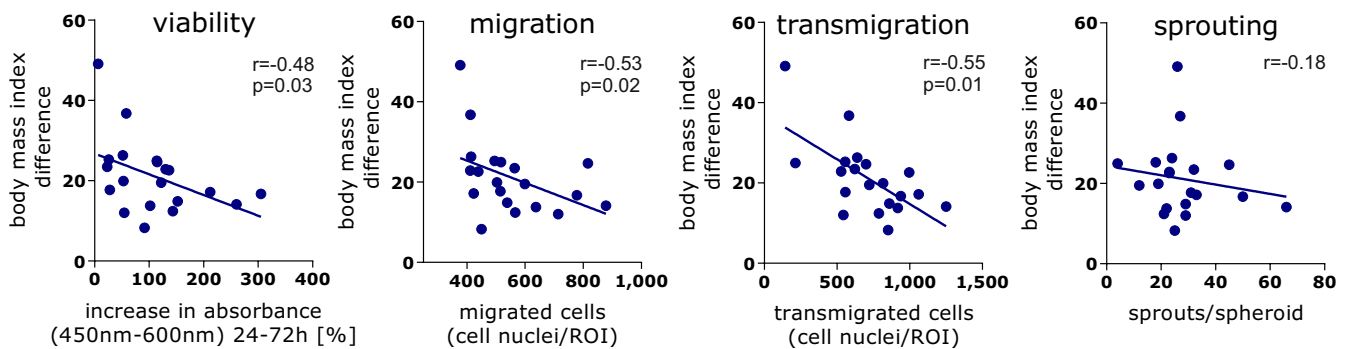 viability
r=-0.48
p=0.03
body mass index
difference
60
40
20
0
0 100 200 300 400
increase in absorbance
(450nm-600nm) 24-72h [%]
migration
r=-0.53
p=0.02
body mass index
difference
60
40
20
0
400 600 800 1,000
migrated cells
(cell nuclei/ROI)
transmigration
r=-0.55
p=0.01
body mass index
difference
60
40
20
0
0 500 1,000 1,500
transmigrated cells
(cell nuclei/ROI)
sprouting
r=-0.18
body mass index
difference
60
40
20
0
0 20 40 60 80
sprouts/spheroid